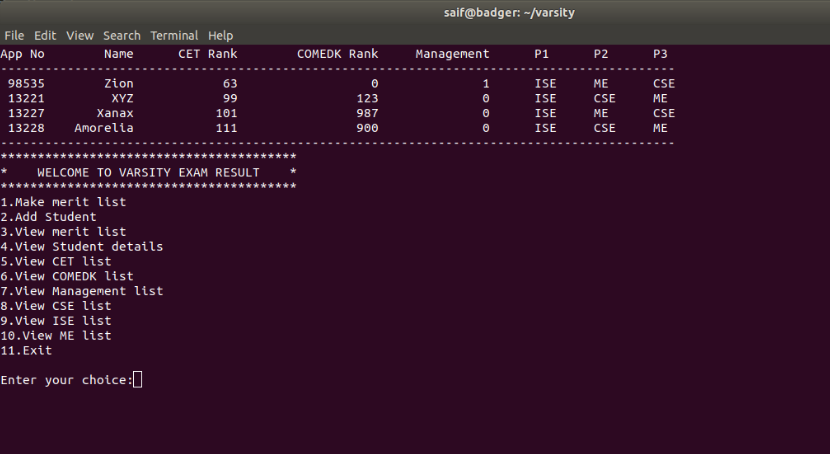 saif@badger: ~/varsity
File Edit View Search Terminal Help
App No Name CET Rank COMEDK Rank Management P1 P2 P3
-------------------------------------------------------------------------------------------
98535 Zion 63 0 1 ISE ME CSE
13221 XYZ 99 123 0 ISE CSE ME
13227 Xanax 101 987 0 ISE ME CSE
13228 Amorelia 111 900 0 ISE CSE ME
-------------------------------------------------------------------------------------------
****************************************
* WELCOME TO VARSITY EXAM RESULT *
****************************************
1.Make merit list
2.Add Student
3.View merit list
4.View Student details
5.View CET list
6.View COMEDK list
7.View Management list
8.View CSE list
9.View ISE list
10.View ME list
11.Exit
Enter your choice: